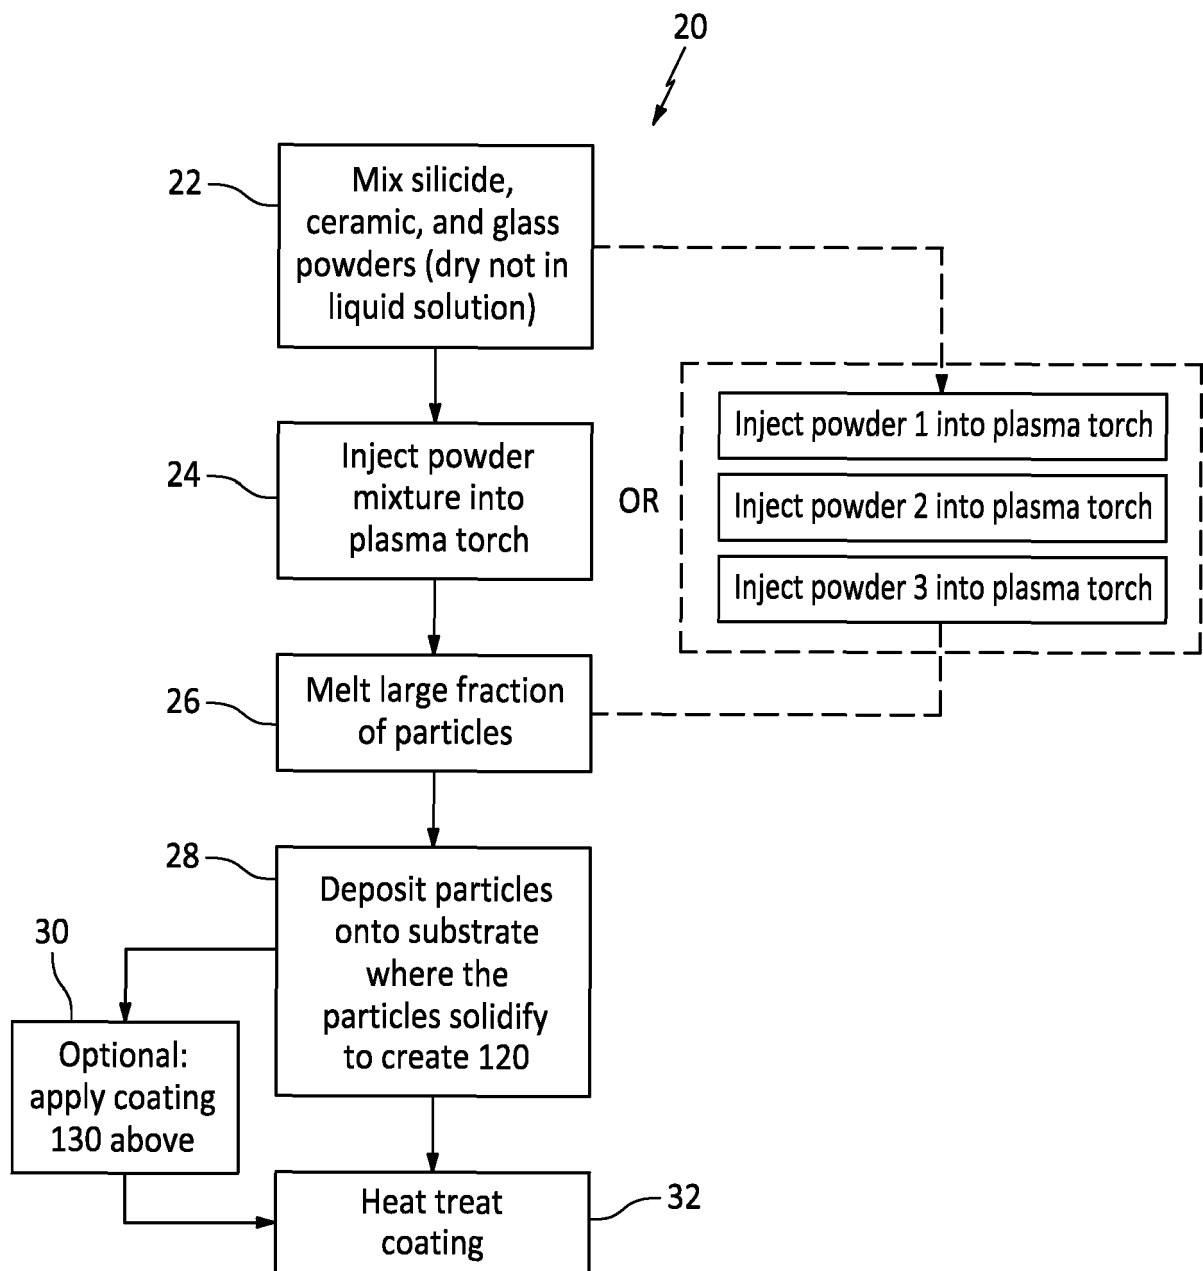 20
22
Mix silicide,
ceramic, and glass
powders (dry not in
liquid solution)
24
Inject powder
mixture into
plasma torch
OR
Inject powder 1 into plasma torch
Inject powder 2 into plasma torch
Inject powder 3 into plasma torch
26
Melt large fraction
of particles
28
Deposit particles
onto substrate
where the
particles solidify
to create 120
30
Optional:
apply coating
130 above
Heat treat
coating
32